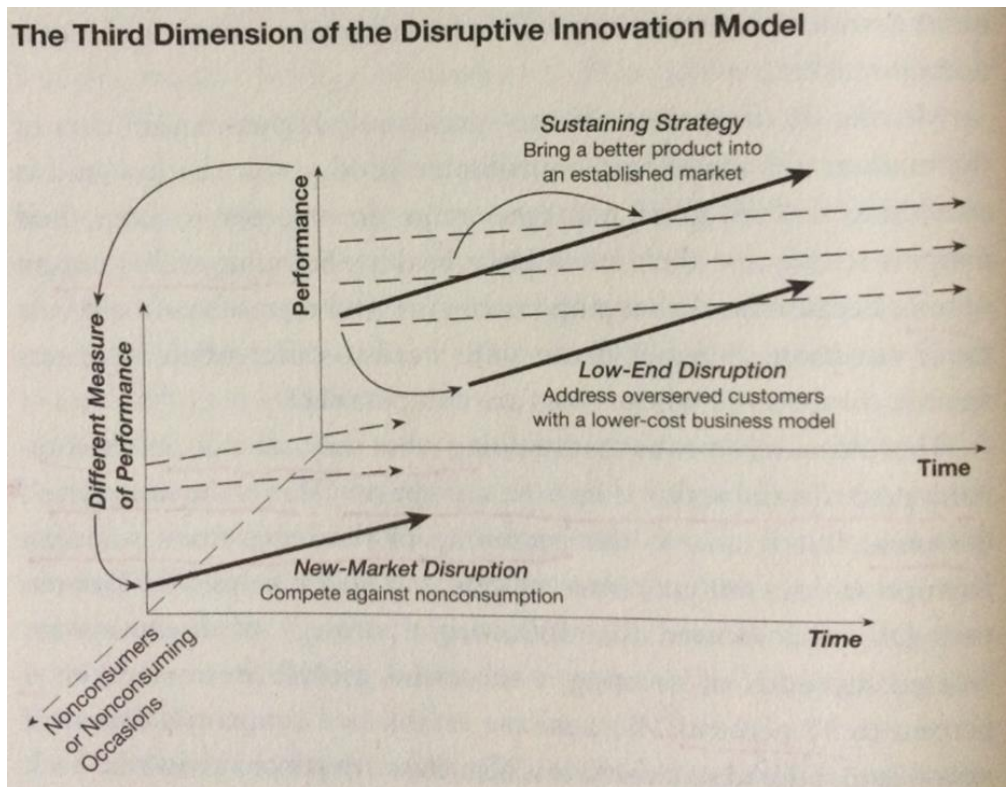 The Third Dimension of the Disruptive Innovation Model
Sustaining Strategy
Bring a better product into
an established market
Performance
Different Measure
of Performance
Low-End Disruption
Address overserved customers
with a lower-cost business model
Time
New-Market Disruption
Compete against nonconsumption
Time
Nonconsumers
or Nonconsuming
Occasions